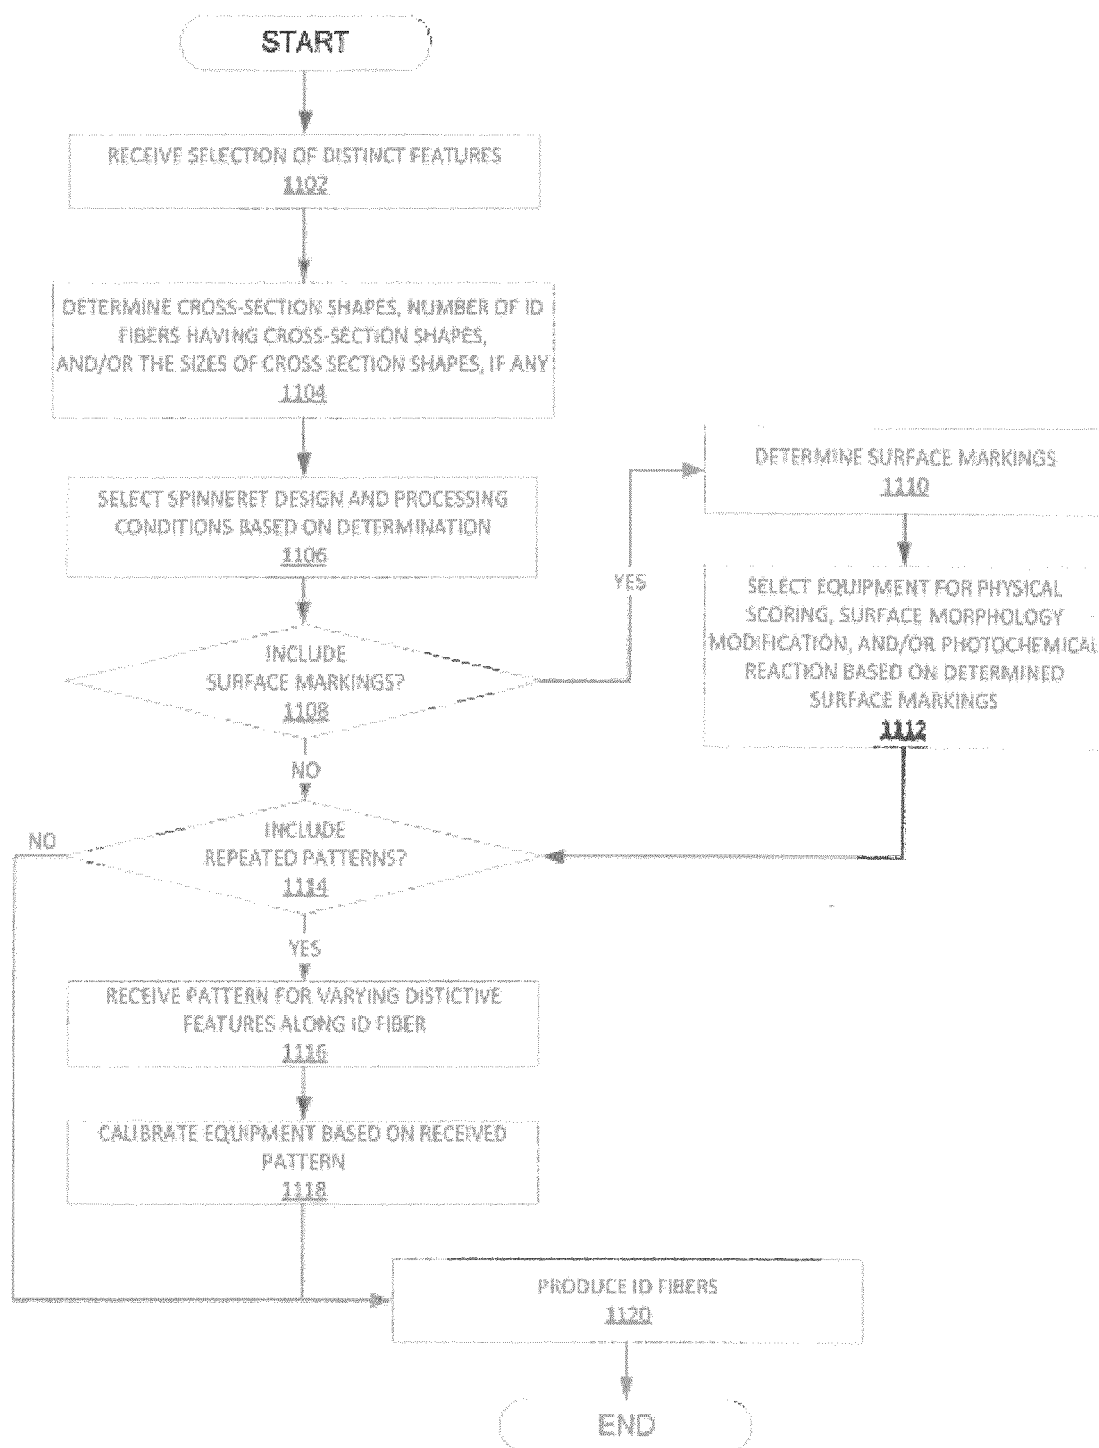 START
RECEIVE SELECTION OF DISTINCT FEATURES
1102
DETERMINE CROSS-SECTION SHAPES, NUMBER OF ID
FIBERS HAVING CROSS-SECTION SHAPES,
AND/OR THE SIZES OF CROSS SECTION SHAPES, IF ANY
1104
SELECT SPINNERET DESIGN AND PROCESSING
CONDITIONS BASED ON DETERMINATION
1106
INCLUDE
SURFACE MARKINGS?
1108
YES
DETERMINE SURFACE MARKINGS
1110
SELECT EQUIPMENT FOR PHYSICAL
SCORING, SURFACE MORPHOLOGY
MODIFICATION, AND/OR PHOTOCHEMICAL
REACTION BASED ON DETERMINED
SURFACE MARKINGS
1112
NO
INCLUDE
REPEATED PATTERNS?
1114
NO
YES
RECEIVE PATTERN FOR VARYING DISTICTIVE
FEATURES ALONG ID FIBER
1116
CALIBRATE EQUIPMENT BASED ON RECEIVED
PATTERN
1118
PRODUCE ID FIBERS
1120
END